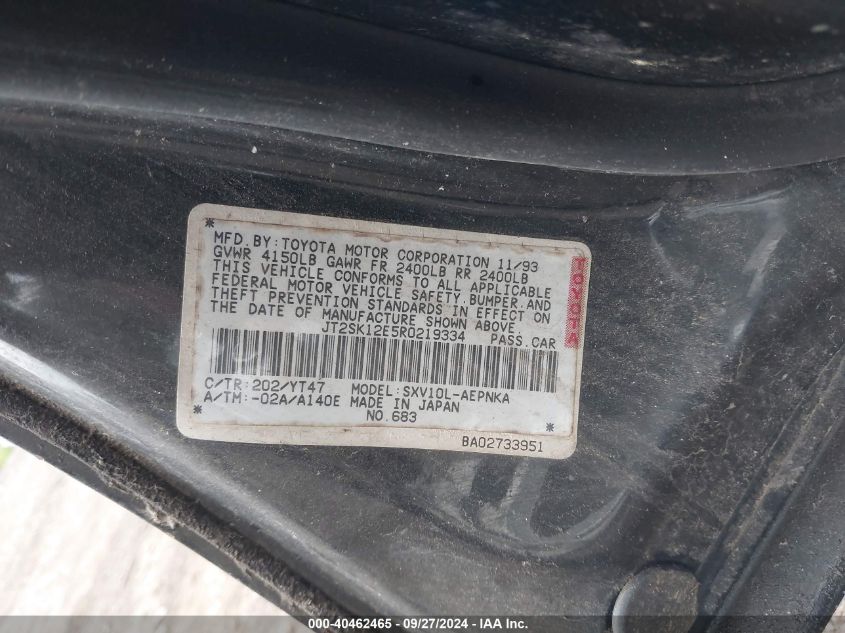 *
MFD.BY:TOYOTA MOTOR CORPORATION 11/93
GVWR 4150LB GAWR FR 2400LB RR 2400LB
THIS VEHICLE CONFORMS TO ALL APPLICABLE
FEDERAL MOTOR VEHICLE SAFETY,BUMPER,AND
THEFT PREVENTION STANDARDS IN EFFECT ON
THE DATE OF MANUFACTURE SHOWN ABOVE.
JT2SK12E5R0219334 PASS.CAR
TOYOTA
C/TR:202/YT47 MODEL:SXV10L-AEPNKA
A/TM:-02A/A140E MADE IN JAPAN
* NO.683 *
BA02733951
000-40462465 - 09/27/2024 - IAA Inc.